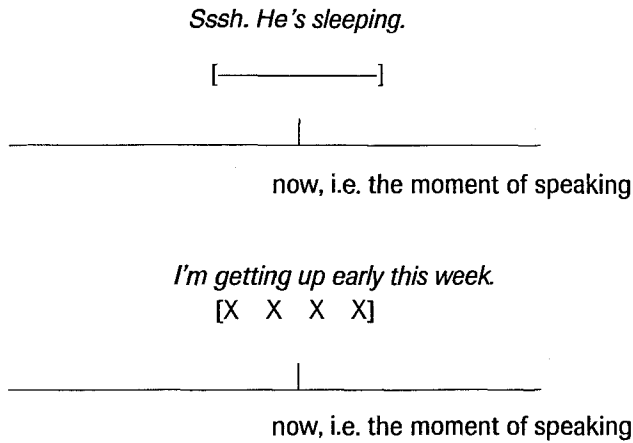 Sssh. He's sleeping.
[                ]
now, i.e. the moment of speaking
I'm getting up early this week.
[X X X X]
now, i.e. the moment of speaking